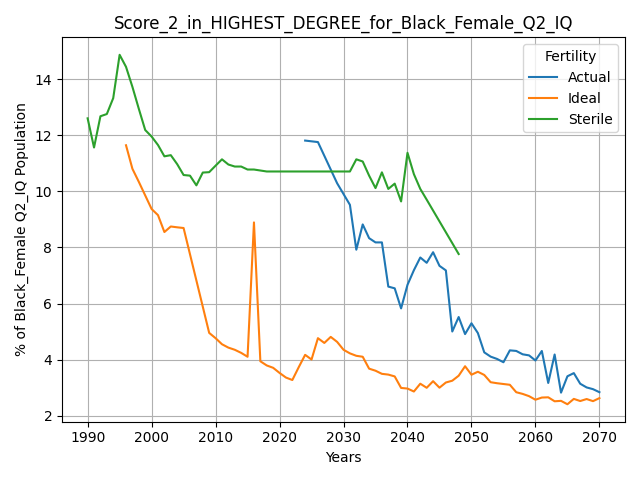 Score_2_in_HIGHEST_DEGREE_for_Black_Female_Q2_IQ
Fertility
Actual
Ideal
Sterile
% of Black_Female Q2_IQ Population
14
12
10
8
6
4
2
1990 2000 2010 2020 2030 2040 2050 2060 2070
Years